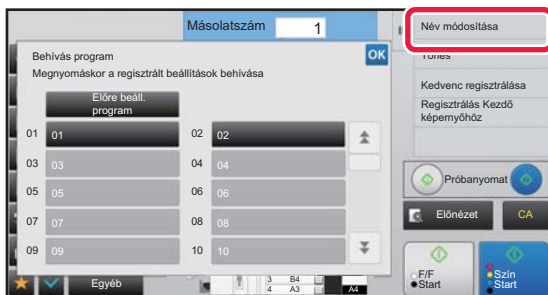 Másolatszám 1
Név módosítása
Behívás program
OK
Megnyomáskor a regisztrált beállítások behívása
Kedvenc regisztrálása
Regisztrálás Kezdő
képernyőhöz
Előre beáll.
program
01 01
02 02
03 03
04 04
05 05
06 06
07 07
08 08
09 09
10 10
Próbanyomat
Előnézet
CA
F/F
Start
Szín
Start
Egyéb
3 B4
4 A3
A4